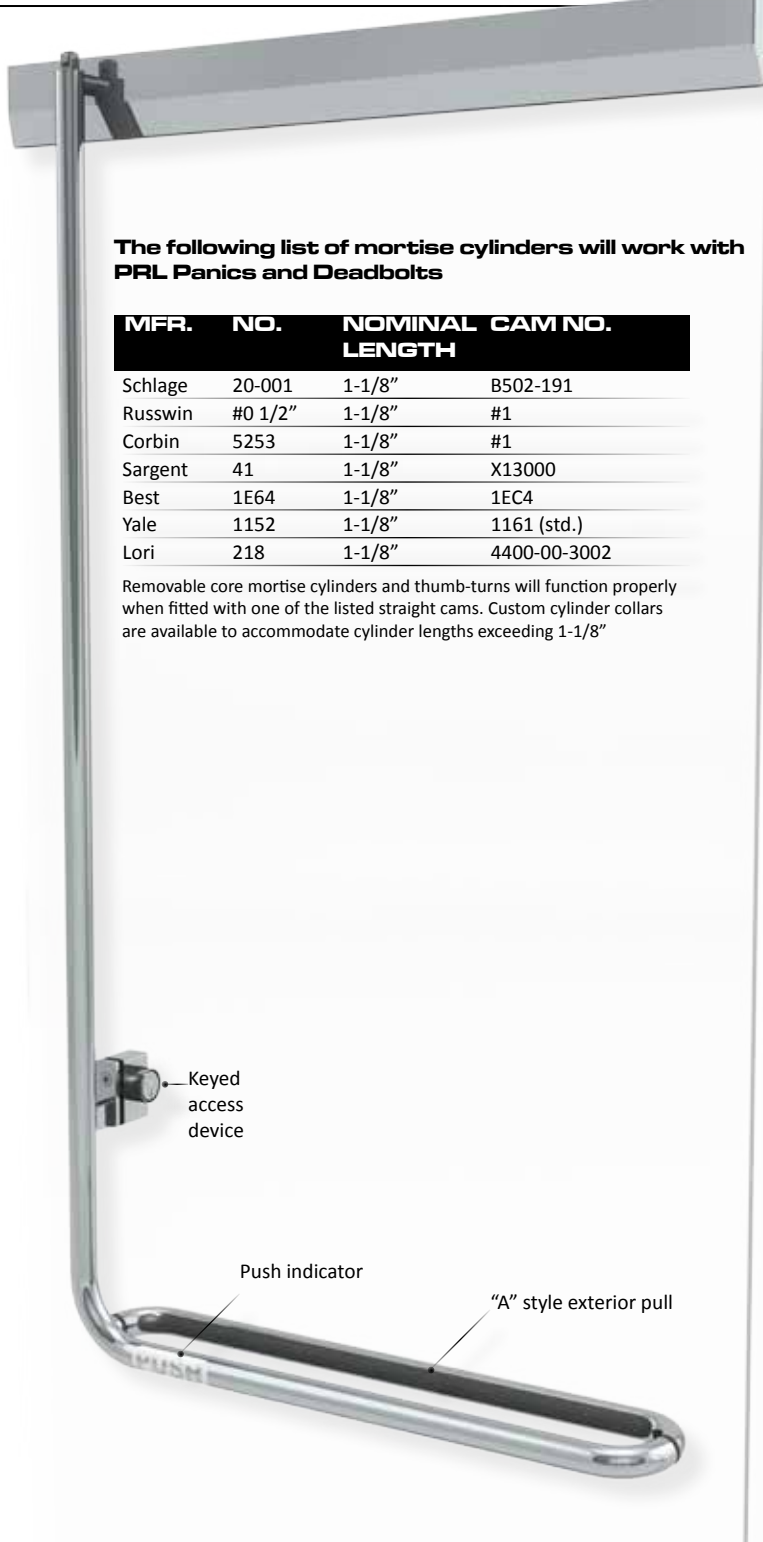 The following list of mortise cylinders will work with
PRL Panics and Deadbolts
MFR. NO. NOMINAL LENGTH CAM NO.
Schlage 20-001 1-1/8” B502-191
Russwin #0 1/2” 1-1/8” #1
Corbin 5253 1-1/8” #1
Sargent 41 1-1/8” X13000
Best 1E64 1-1/8” 1EC4
Yale 1152 1-1/8” 1161 (std.)
Lori 218 1-1/8” 4400-00-3002
Removable core mortise cylinders and thumb-turns will function properly
when fitted with one of the listed straight cams. Custom cylinder collars
are available to accommodate cylinder lengths exceeding 1-1/8”
Keyed
access
device
Push indicator
“A” style exterior pull
PUSH